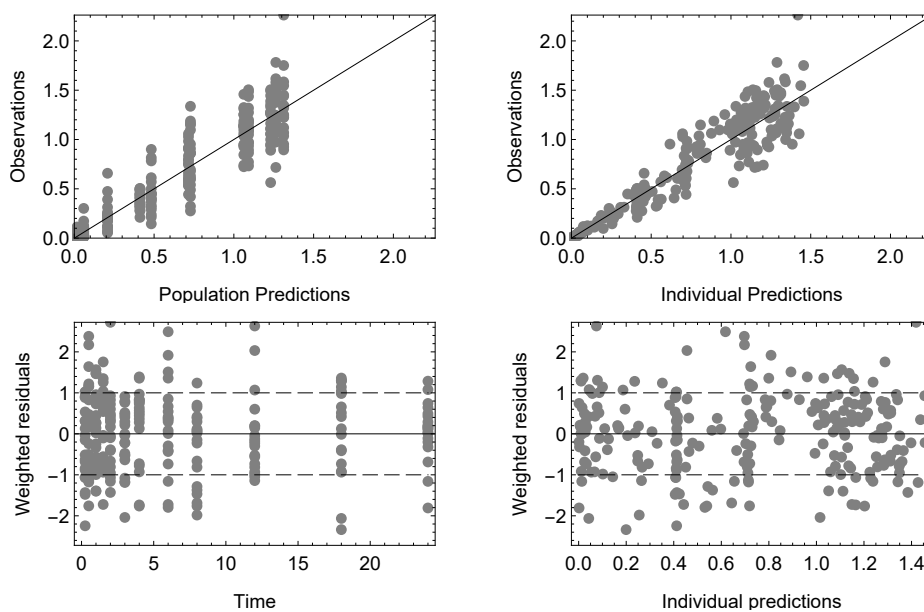 2.0
1.5
1.0
0.5
0.0
Observations
0.0 0.5 1.0 1.5 2.0
Population Predictions
2.0
1.5
1.0
0.5
0.0
Observations
0.0 0.5 1.0 1.5 2.0
Individual Predictions
2
1
0
−1
−2
Weighted residuals
0 5 10 15 20
Time
2
1
0
−1
−2
Weighted residuals
0.0 0.2 0.4 0.6 0.8 1.0 1.2 1.4
Individual predictions